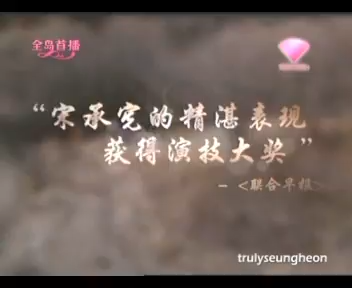 全岛首播
“宋承宪的精湛表现
获得演技大奖”
- <联合早报>
trulyseungheon